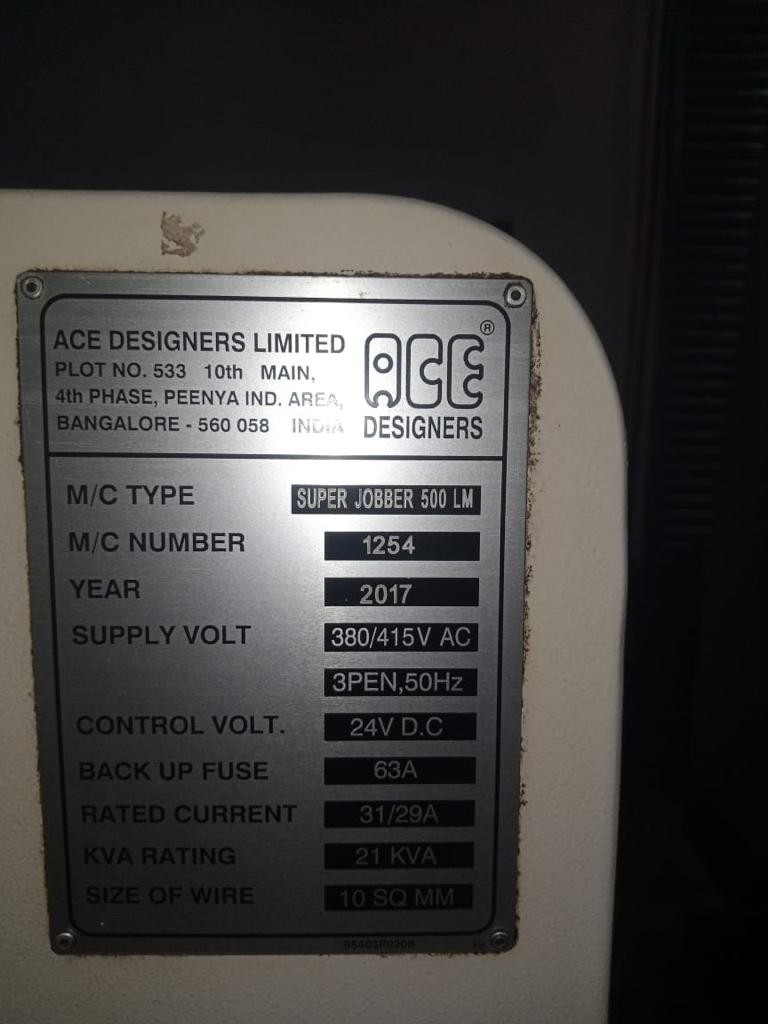 ACE DESIGNERS LIMITED
PLOT NO. 533 10th MAIN,
4th PHASE, PEENYA IND. AREA,
BANGALORE - 560 058 INDIA
ACE ®
DESIGNERS
M/C TYPE SUPER JOBBER 500 LM
M/C NUMBER 1254
YEAR 2017
SUPPLY VOLT 380/415V AC
3PEN,50Hz
CONTROL VOLT. 24V D.C
BACK UP FUSE 63A
RATED CURRENT 31/29A
KVA RATING 21 KVA
SIZE OF WIRE 10 SQ MM
95403P0209